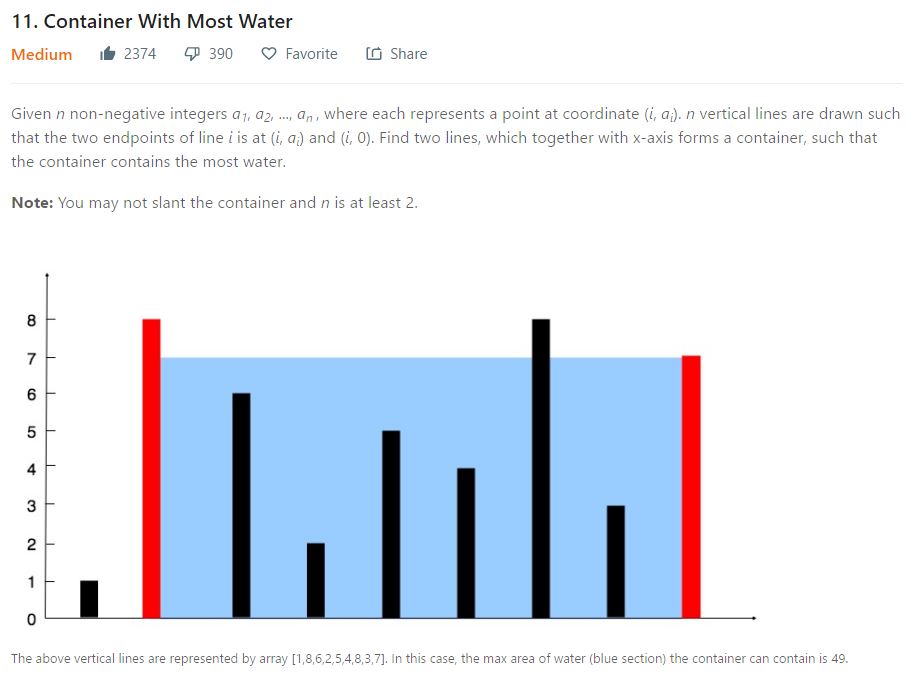 11. Container With Most Water
Medium 2374 390 Favorite Share
Given n non-negative integers a1, a2, ..., an , where each represents a point at coordinate (i, ai). n vertical lines are drawn such
that the two endpoints of line i is at (i, ai) and (i, 0). Find two lines, which together with x-axis forms a container, such that
the container contains the most water.
Note: You may not slant the container and n is at least 2.
8
7
6
5
4
3
2
1
0
The above vertical lines are represented by array [1,8,6,2,5,4,8,3,7]. In this case, the max area of water (blue section) the container can contain is 49.